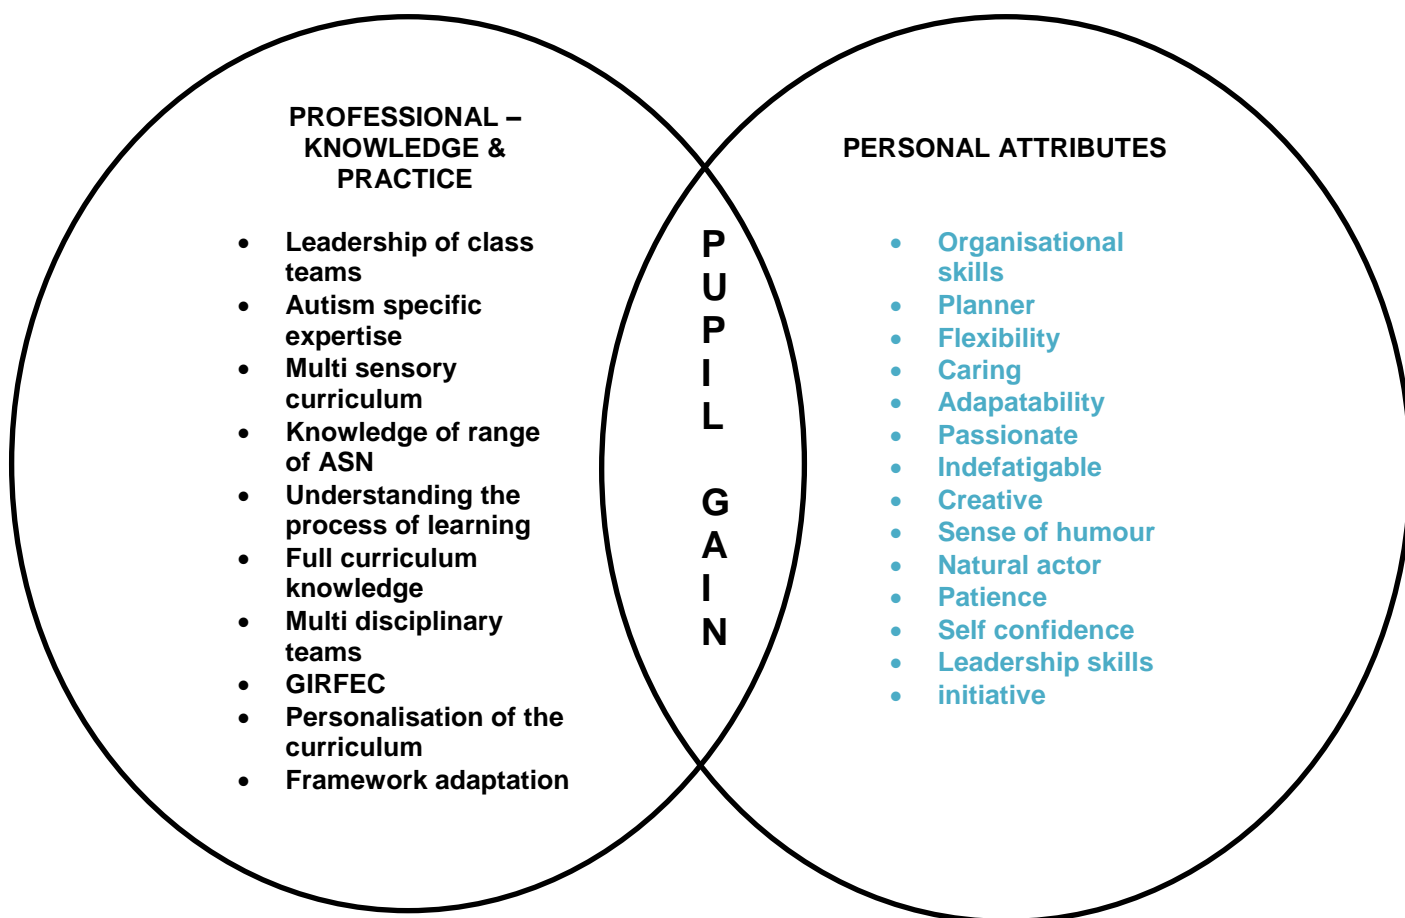 PROFESSIONAL –
KNOWLEDGE &
PRACTICE
• Leadership of class
teams
• Autism specific
expertise
• Multi sensory
curriculum
• Knowledge of range
of ASN
• Understanding the
process of learning
• Full curriculum
knowledge
• Multi disciplinary
teams
• GIRFEC
• Personalisation of the
curriculum
• Framework adaptation
P
U
P
I
L
G
A
I
N
PERSONAL ATTRIBUTES
• Organisational
skills
• Planner
• Flexibility
• Caring
• Adapatability
• Passionate
• Indefatigable
• Creative
• Sense of humour
• Natural actor
• Patience
• Self confidence
• Leadership skills
• initiative